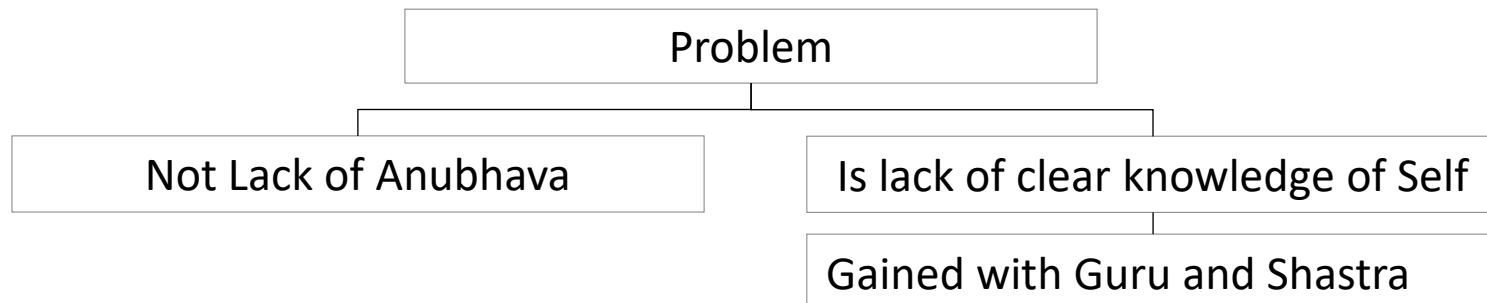 Problem
Not Lack of Anubhava
Is lack of clear knowledge of Self
Gained with Guru and Shastra